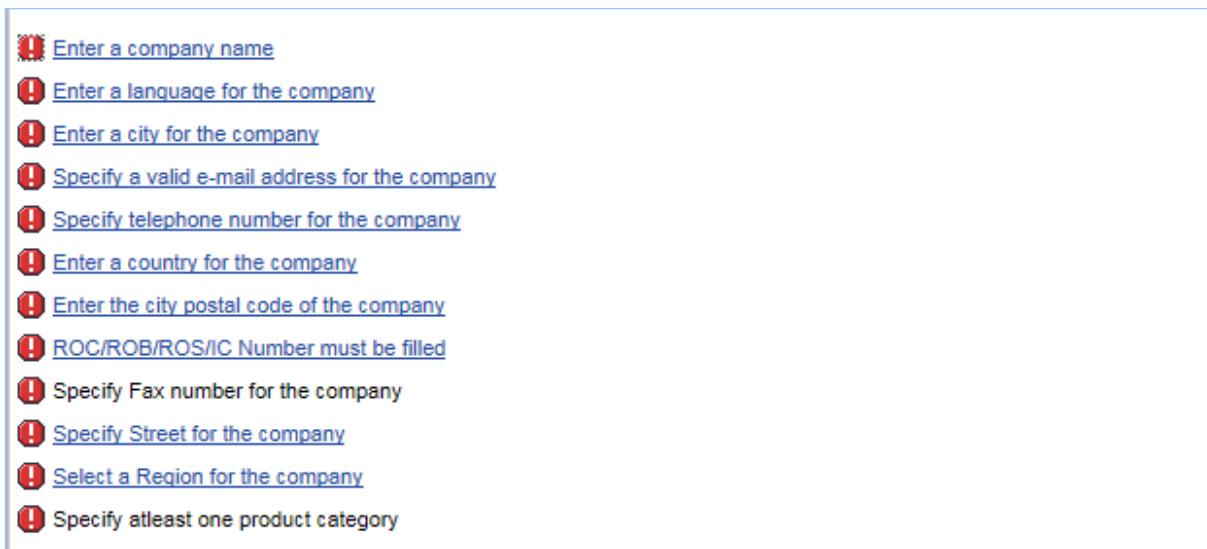 Enter a company name
Enter a language for the company
Enter a city for the company
Specify a valid e-mail address for the company
Specify telephone number for the company
Enter a country for the company
Enter the city postal code of the company
ROC/ROB/ROS/IC Number must be filled
Specify Fax number for the company
Specify Street for the company
Select a Region for the company
Specify atleast one product category